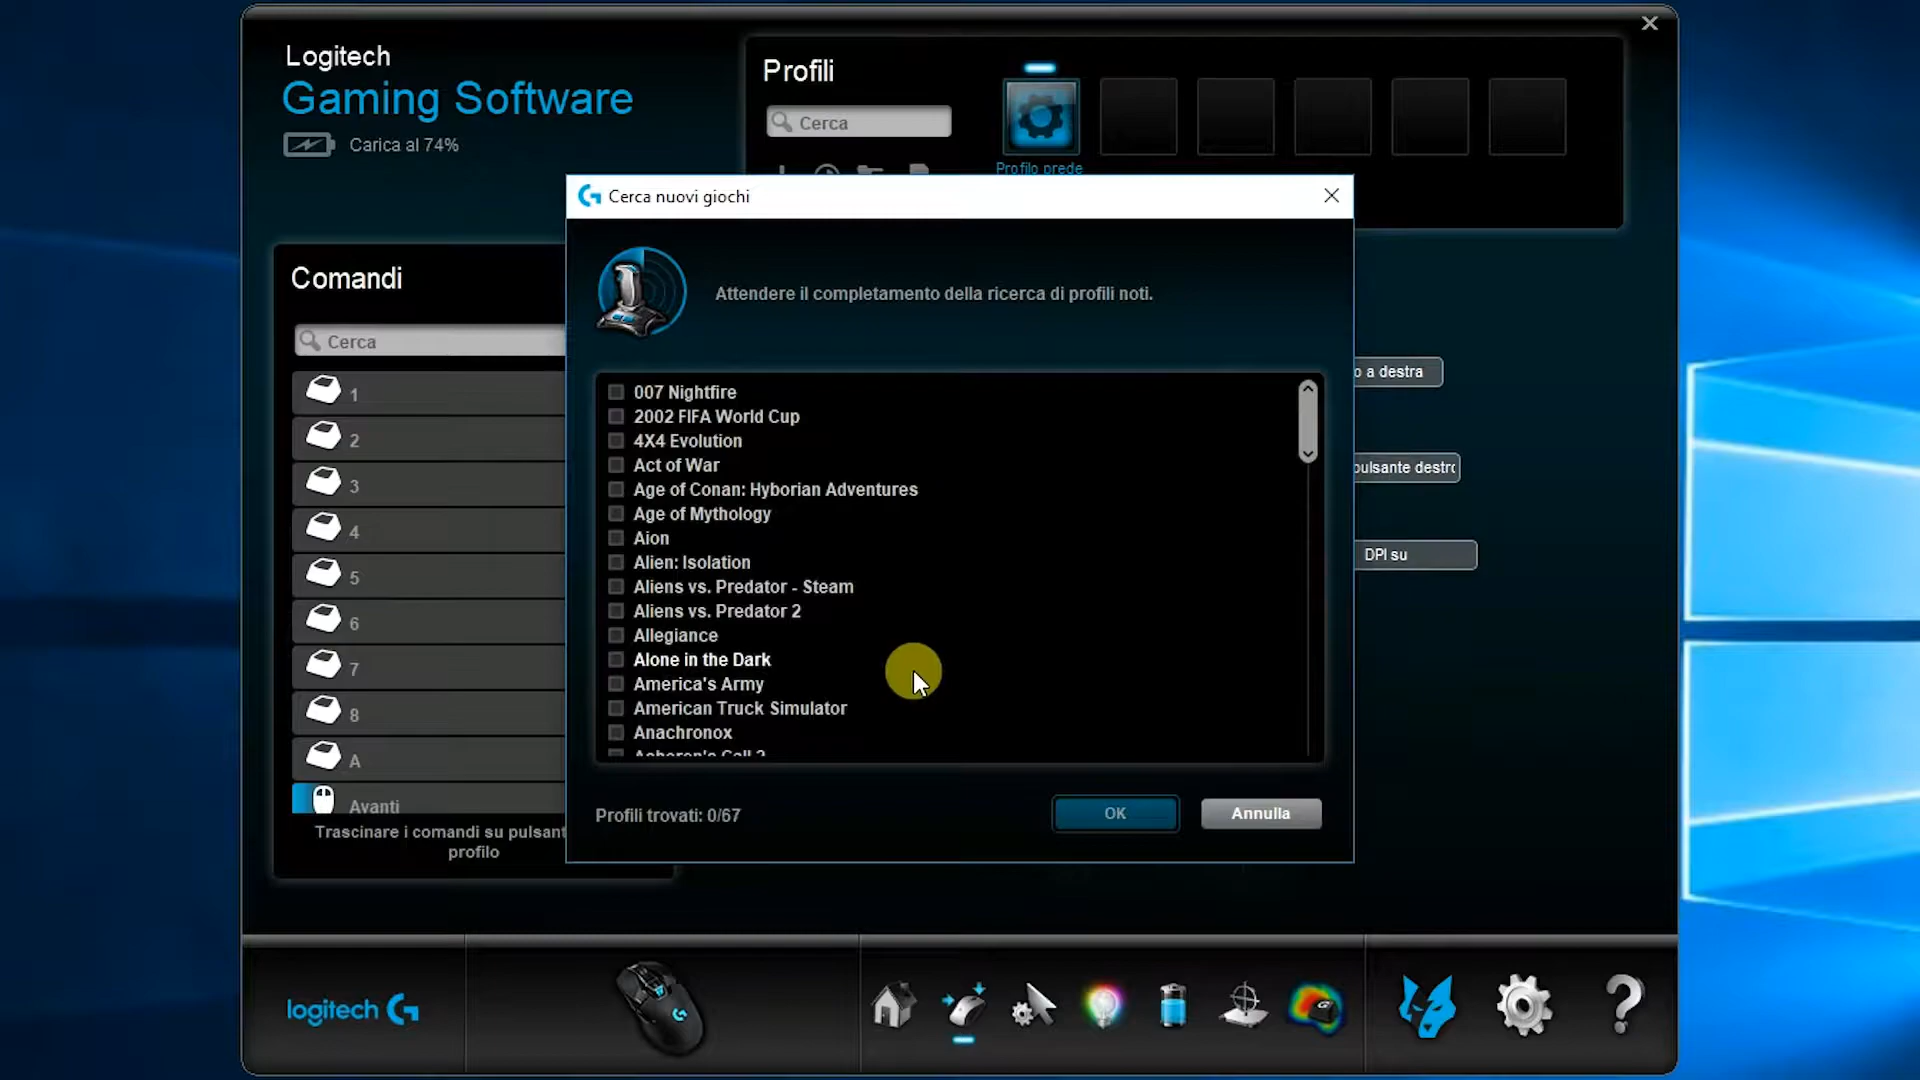 Logitech
Gaming Software
Carica al 74%
Profili
Cerca
Profilo prede
Cerca nuovi giochi
Attendere il completamento della ricerca di profili noti.
Comandi
Cerca
1
2
3
4
5
6
7
8
A
Avanti
Trascinare i comandi su pulsant
profilo
007 Nightfire
2002 FIFA World Cup
4X4 Evolution
Act of War
Age of Conan: Hyborian Adventures
Age of Mythology
Aion
Alien: Isolation
Aliens vs. Predator - Steam
Aliens vs. Predator 2
Allegiance
Alone in the Dark
America's Army
American Truck Simulator
Anachronox
Asheron's Call 2
o a destra
pulsante destro
DPI su
Profili trovati: 0/67
OK
Annulla
logitech G